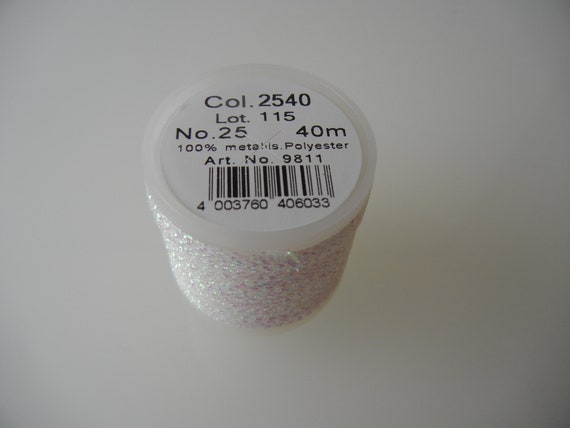 Col. 2540
Lot. 115
No. 25 40m
100% metallis. Polyester
Art. No. 9811
4 003760 406033